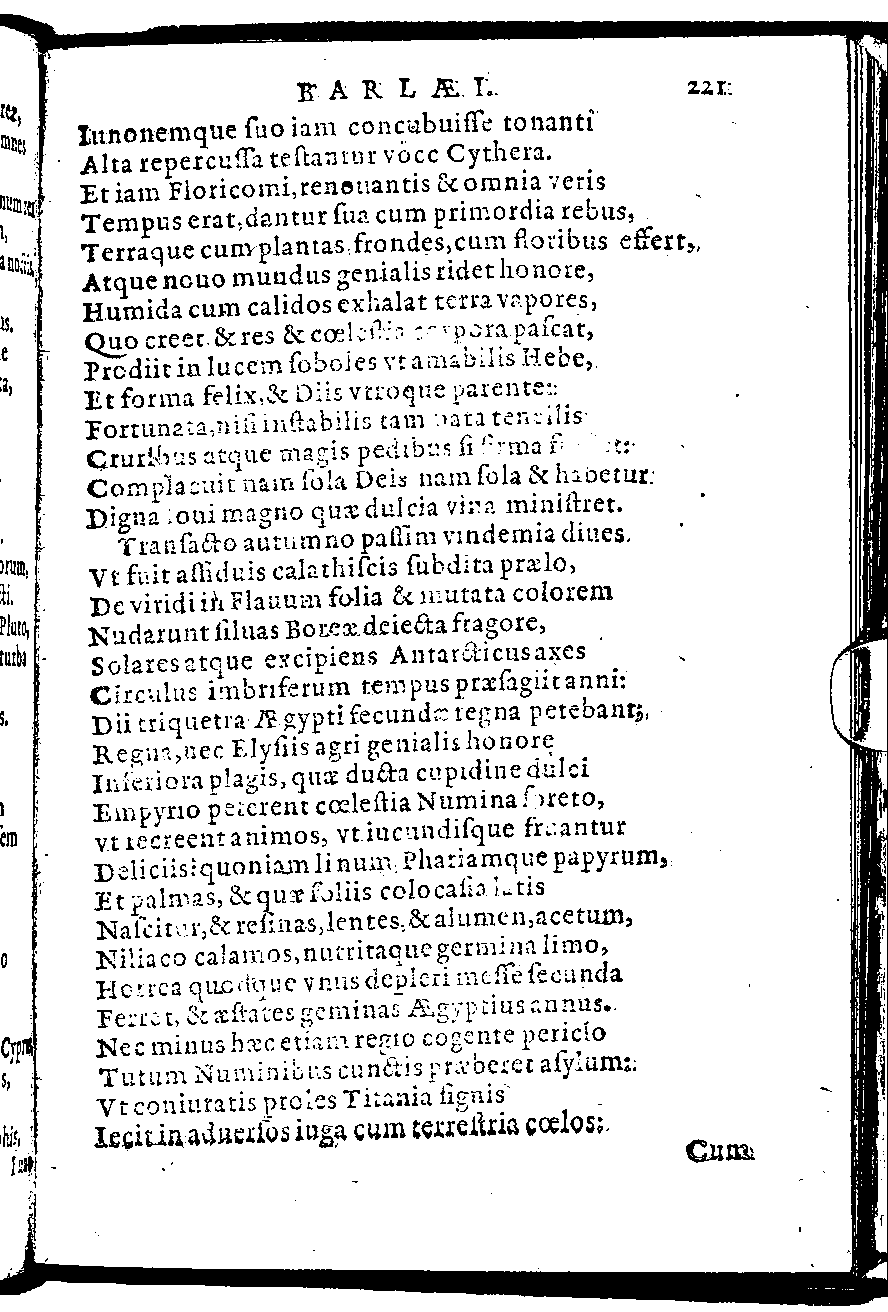 BARLÆI.
221.
Iunonemque ſuo iam concubuiſſe tonanti
Alta repercuſſa teſtantur voce Cythera.
Et iam Floricomi, renouantis & omnia veris
Tempus erat, dantur ſua cum primordia rebus,
Terraque cum plantas, frondes, cum floribus effert,
Atque nouo mundus genialis ridet honore,
Humida cum calidos exhalat terra vapores,
Quo creet & res & cœleſtia corpora paſcat,
Prodiit in lucem ſoboles vt amabilis Hebe,
Et forma felix, & Diis vtroque parente:
Fortunata, niſi inſtabilis tam nata tenellis
Cruribus atque magis pedibus ſi firma
Complacuit nam ſola Deis nam ſola & habetur
Digna Ioui magno quæ dulcia vina miniſtret.
Tranſacto autumno paſſim vindemia diues.
Vt fuit aſſiduis calathiſcis ſubdita prælo,
De viridi in Flauum folia & mutata colorem
Nudarunt ſiluas Boreæ deiecta fragore,
Solares atque excipiens Antarcticus axes
Circulus imbriferum tempus præſagiit anni:
Dii triquetra Ægypti fecundæ regna petebant;
Regna, nec Elyſiis agri genialis honore
Inferiora plagis, quæ ducta cupidine dulci
Empyrio peterent cœleſtia Numina ſpreto,
vt recreent animos, vt iucundiſque fruantur
Deliciis: quoniam linum, Phariamque papyrum,
Et palmas, & quæ foliis colocaſia latis
Naſcitur, & reſinas, lentes, & alumen, acetum,
Niliaco calamos, nutritaque germina limo,
Horrea quodque vnus depleri meſſe ſecunda
Ferret, & æſtates geminas Ægyptius annus.
Nec minus hæc etiam regio cogente periclo
Tutum Numinibus cunctis præberet aſylum:
Vt coniuratis proles Titania ſignis
Iecit in aduerſos iuga cum terreſtria cœlos:
Cum